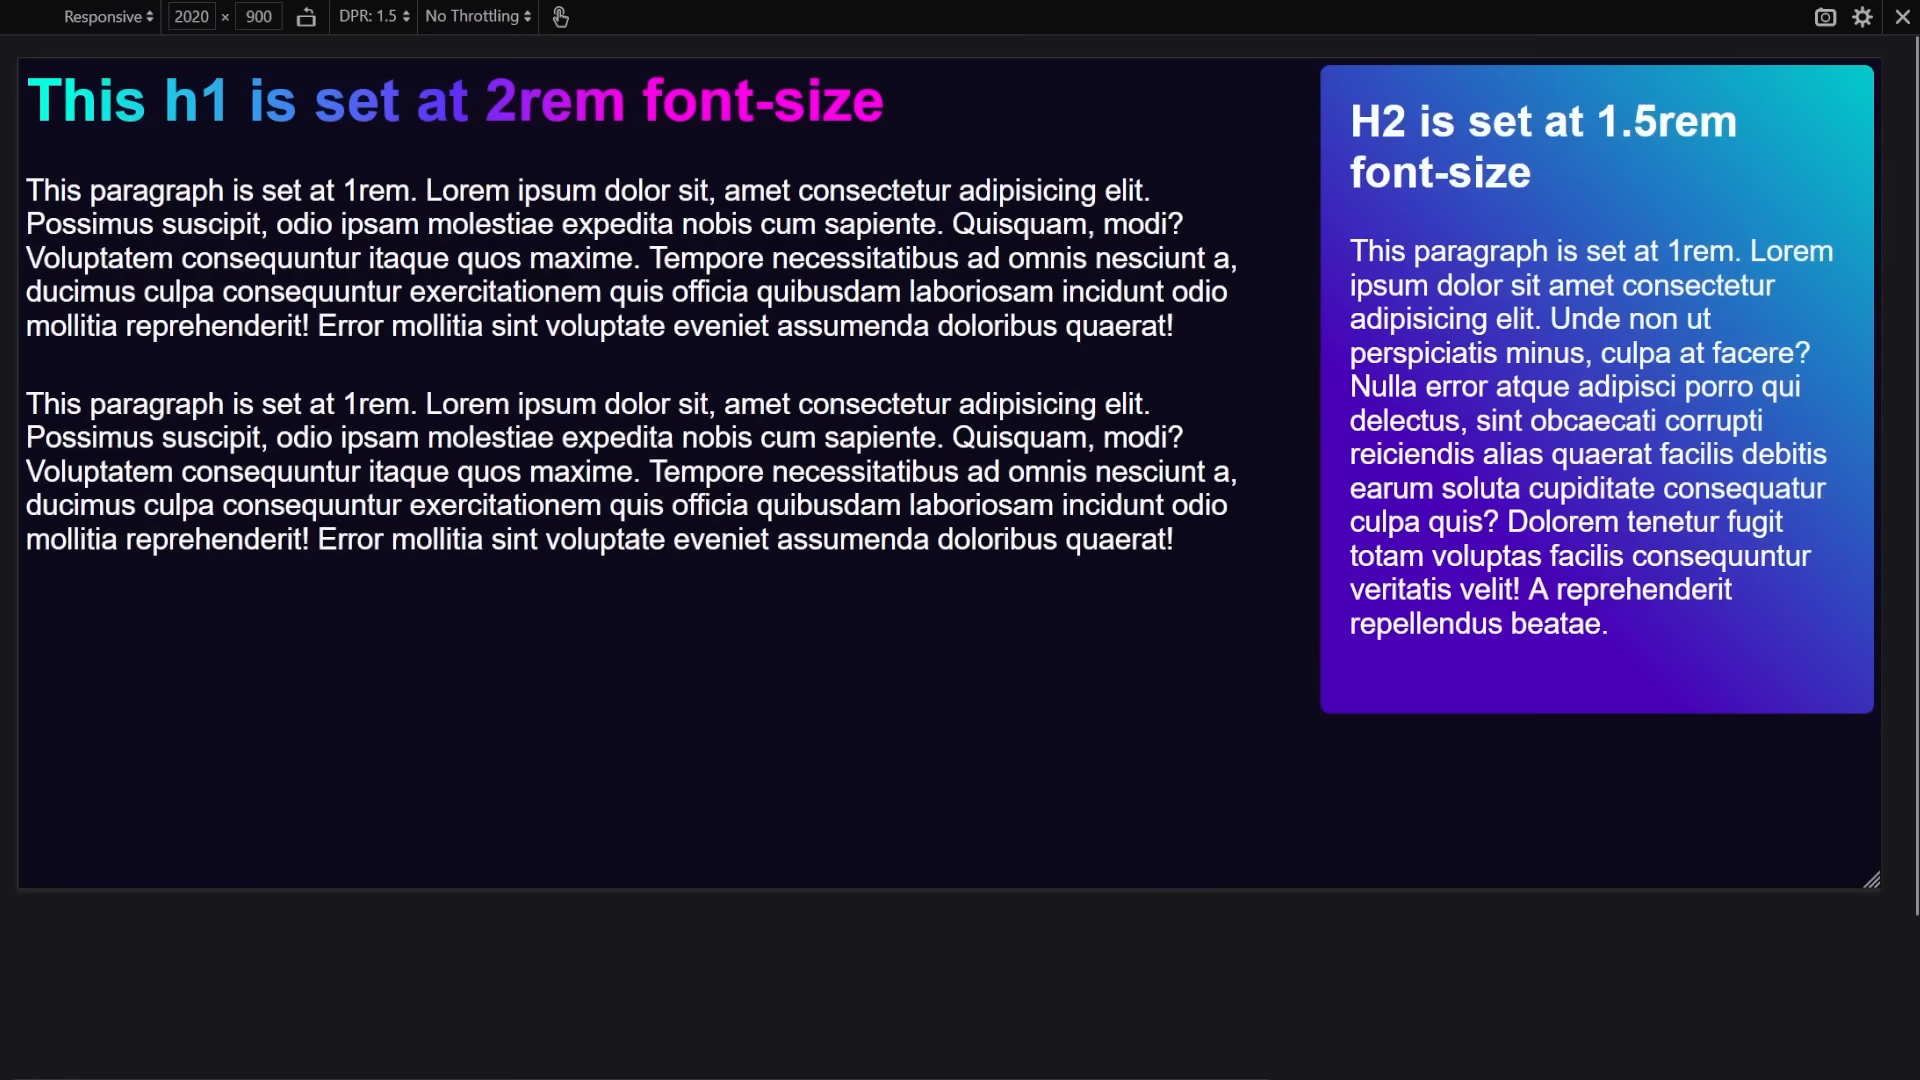 Responsive 2020 × 900 DPR: 1.5 No Throttling
This h1 is set at 2rem font-size
This paragraph is set at 1rem. Lorem ipsum dolor sit, amet consectetur adipisicing elit.
Possimus suscipit, odio ipsam molestiae expedita nobis cum sapiente. Quisquam, modi?
Voluptatem consequuntur itaque quos maxime. Tempore necessitatibus ad omnis nesciunt a,
ducimus culpa consequuntur exercitationem quis officia quibusdam laboriosam incidunt odio
mollitia reprehenderit! Error mollitia sint voluptate eveniet assumenda doloribus quaerat!
This paragraph is set at 1rem. Lorem ipsum dolor sit, amet consectetur adipisicing elit.
Possimus suscipit, odio ipsam molestiae expedita nobis cum sapiente. Quisquam, modi?
Voluptatem consequuntur itaque quos maxime. Tempore necessitatibus ad omnis nesciunt a,
ducimus culpa consequuntur exercitationem quis officia quibusdam laboriosam incidunt odio
mollitia reprehenderit! Error mollitia sint voluptate eveniet assumenda doloribus quaerat!
H2 is set at 1.5rem
font-size
This paragraph is set at 1rem. Lorem
ipsum dolor sit amet consectetur
adipisicing elit. Unde non ut
perspiciatis minus, culpa at facere?
Nulla error atque adipisci porro qui
delectus, sint obcaecati corrupti
reiciendis alias quaerat facilis debitis
earum soluta cupiditate consequatur
culpa quis? Dolorem tenetur fugit
totam voluptas facilis consequuntur
veritatis velit! A reprehenderit
repellendus beatae.